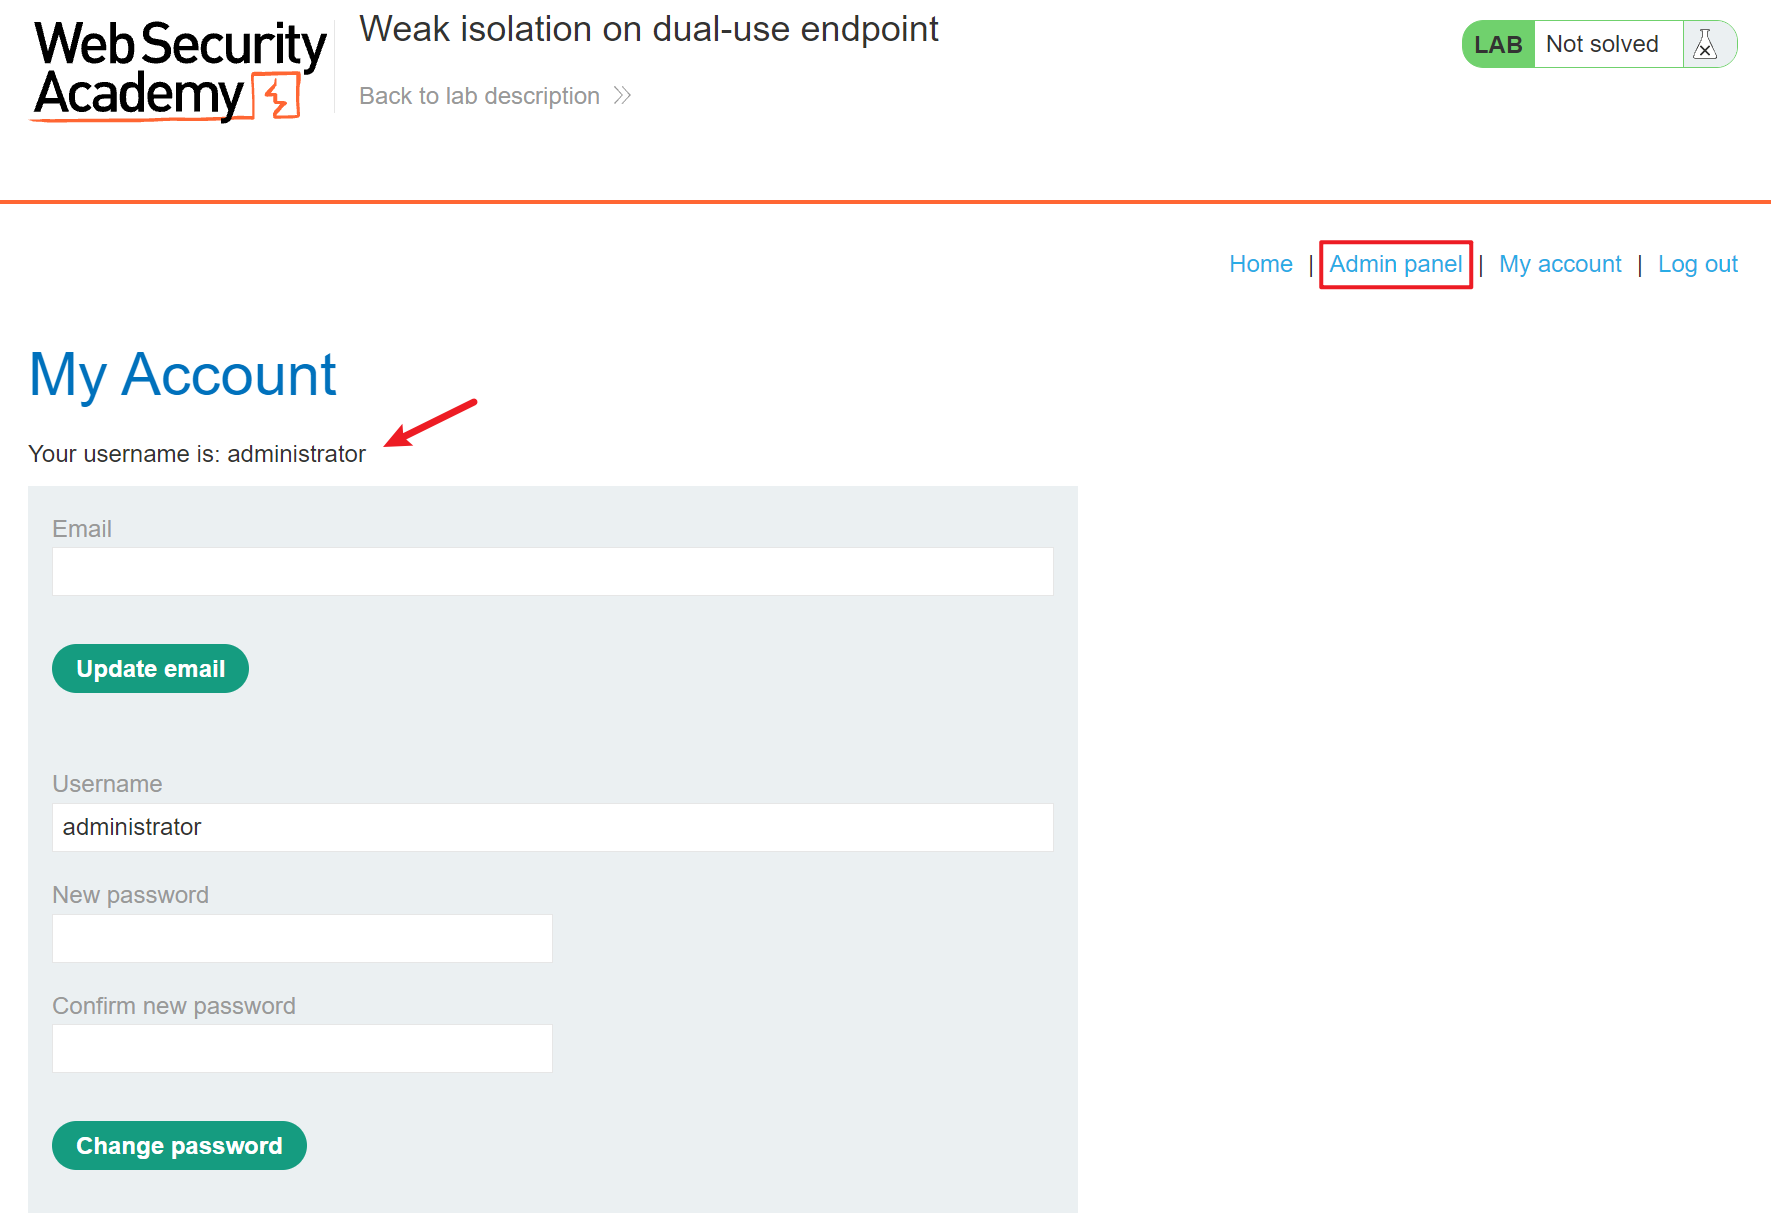 Web Security
Academy
Weak isolation on dual-use endpoint
Back to lab description
LAB Not solved
Home | Admin panel | My account | Log out
My Account
Your username is: administrator
Email
Update email
Username
administrator
New password
Confirm new password
Change password